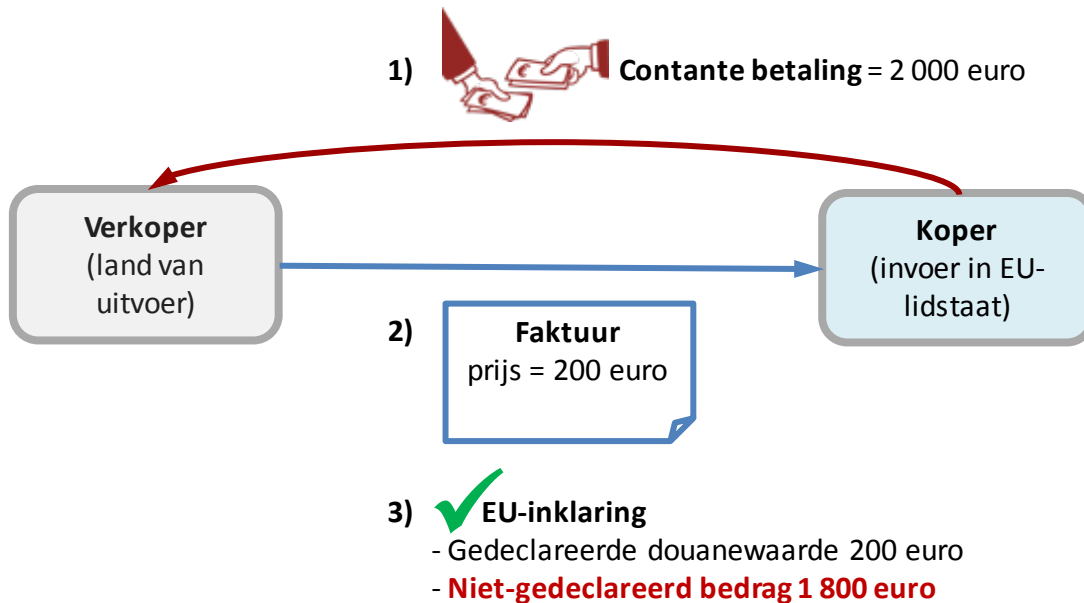 1) Contante betaling = 2 000 euro
Verkoper
(land van
uitvoer)
Koper
(invoer in EU-
lidstaat)
2) Faktuur
prijs = 200 euro
3) EU-inklaring
- Gedeclareerde douanewaarde 200 euro
- Niet-gedeclareerd bedrag 1 800 euro